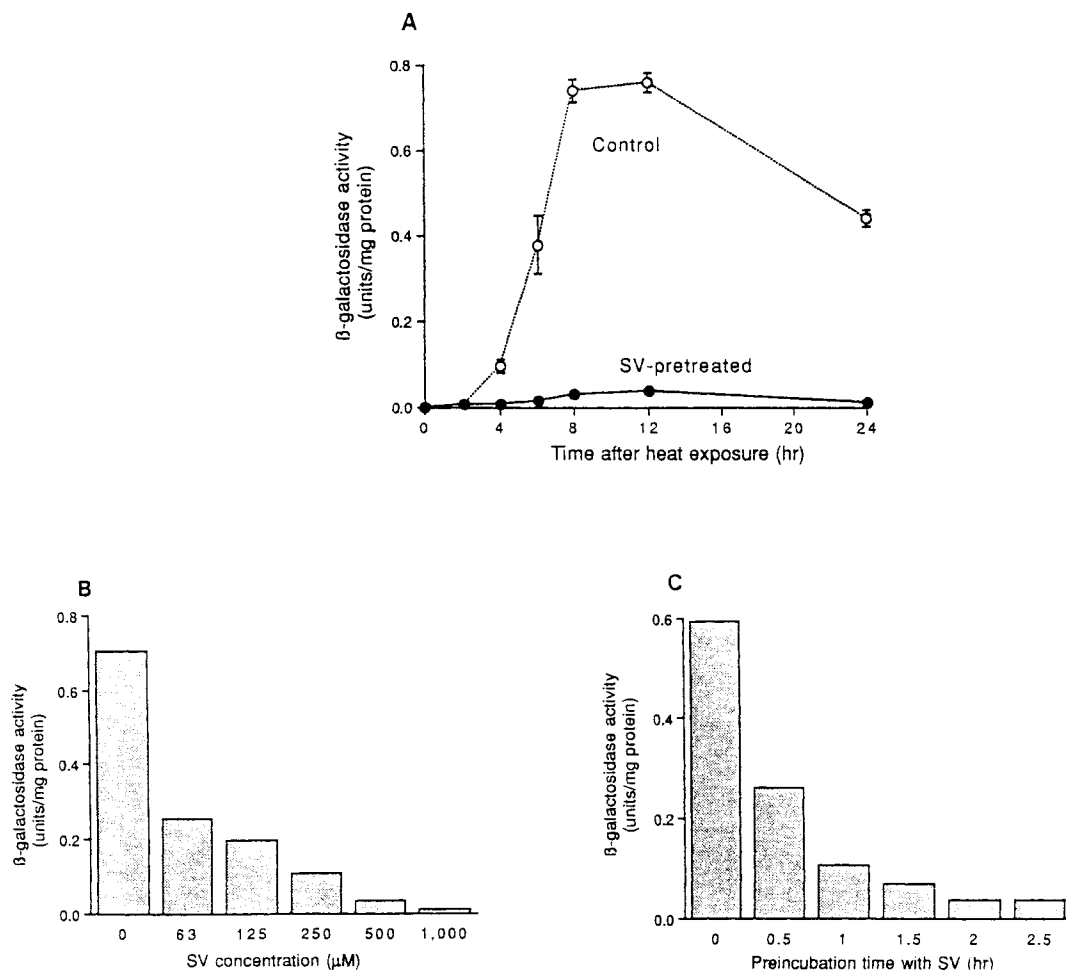 A
0.8
0.6
0.4
0.2
0.0
ß-galactosidase activity
(units/mg protein)
Control
SV-pretreated
0 4 8 12 16 20 24
Time after heat exposure (hr)
B
0.8
0.6
0.4
0.2
0.0
ß-galactosidase activity
(units/mg protein)
0 63 125 250 500 1,000
SV concentration (µM)
C
0.6
0.4
0.2
0.0
ß-galactosidase activity
(units/mg protein)
0 0.5 1 1.5 2 2.5
Preincubation time with SV (hr)